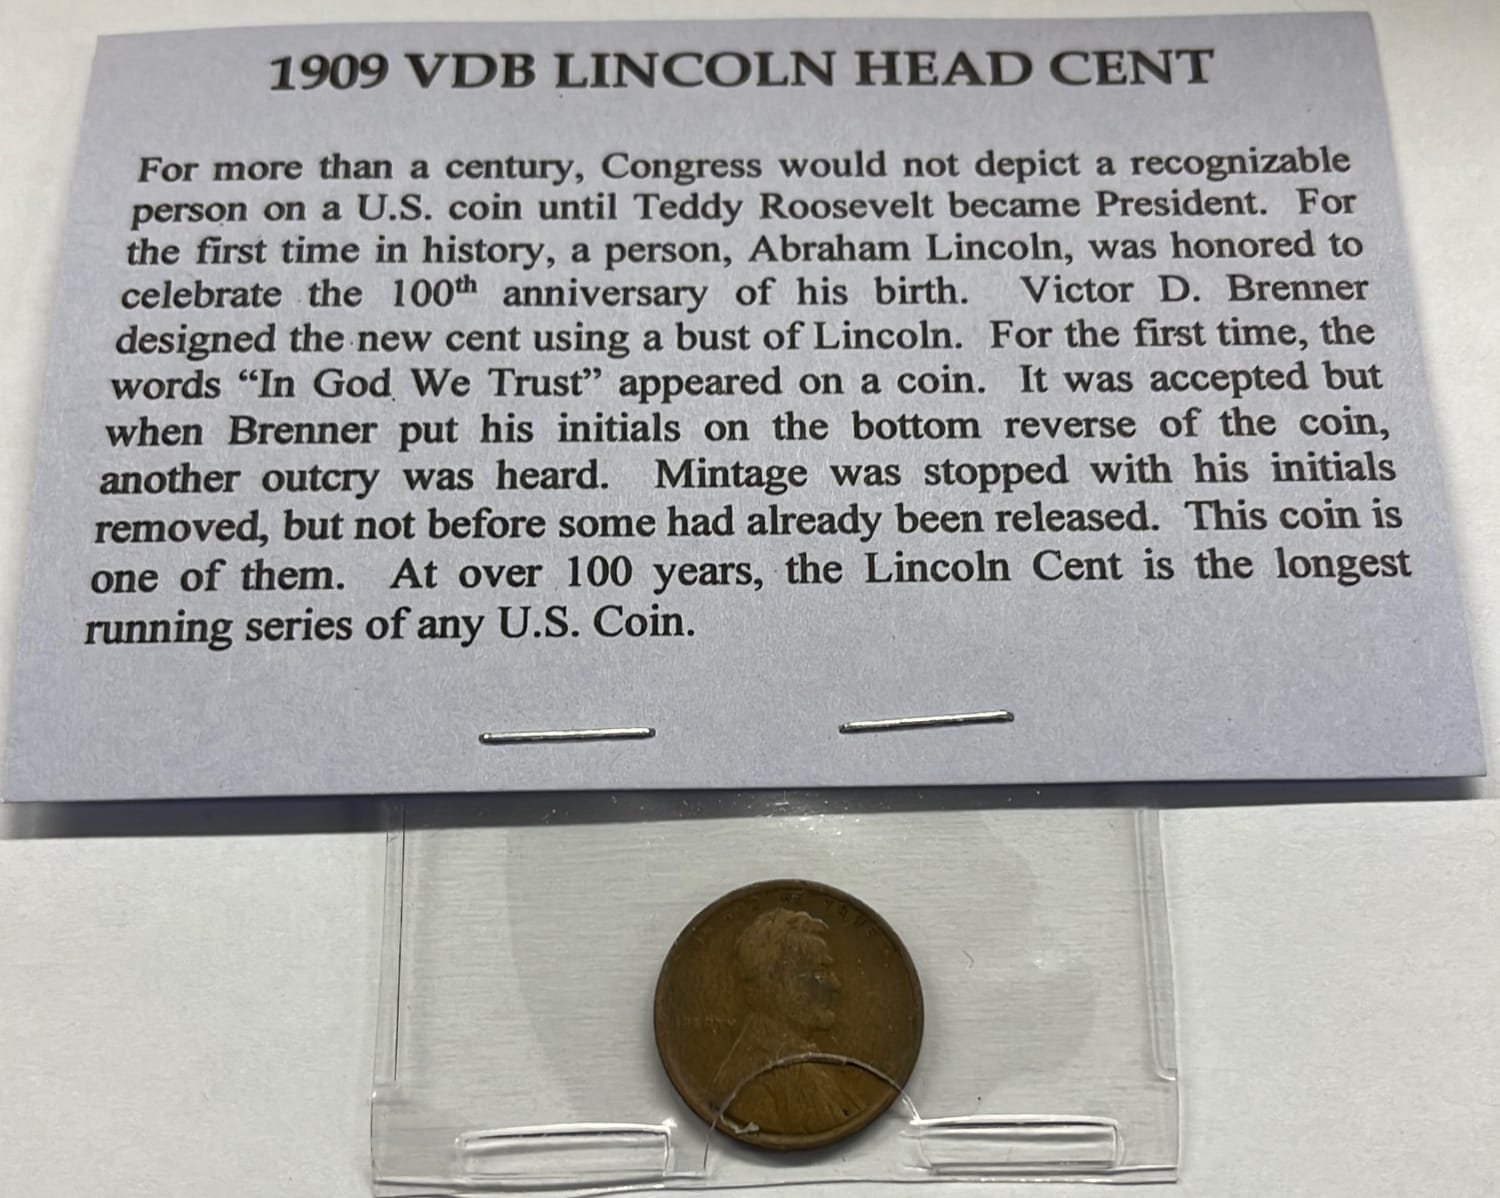 1909 VDB LINCOLN HEAD CENT
For more than a century, Congress would not depict a recognizable
person on a U.S. coin until Teddy Roosevelt became President. For
the first time in history, a person, Abraham Lincoln, was honored to
celebrate the 100th anniversary of his birth. Victor D. Brenner
designed the new cent using a bust of Lincoln. For the first time, the
words “In God We Trust” appeared on a coin. It was accepted but
when Brenner put his initials on the bottom reverse of the coin,
another outcry was heard. Mintage was stopped with his initials
removed, but not before some had already been released. This coin is
one of them. At over 100 years, the Lincoln Cent is the longest
running series of any U.S. Coin.
WE
LIBERTY